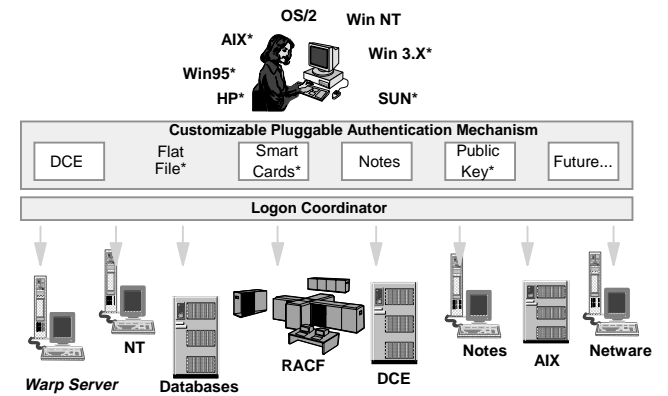 OS/2
Win NT
AIX*
Win 3.X*
Win95*
HP*
SUN*
Customizable Pluggable Authentication Mechanism
DCE
Flat
File*
Smart
Cards*
Notes
Public
Key*
Future...
Logon Coordinator
NT
Notes
Netware
AIX
RACF
DCE
Warp Server
Databases